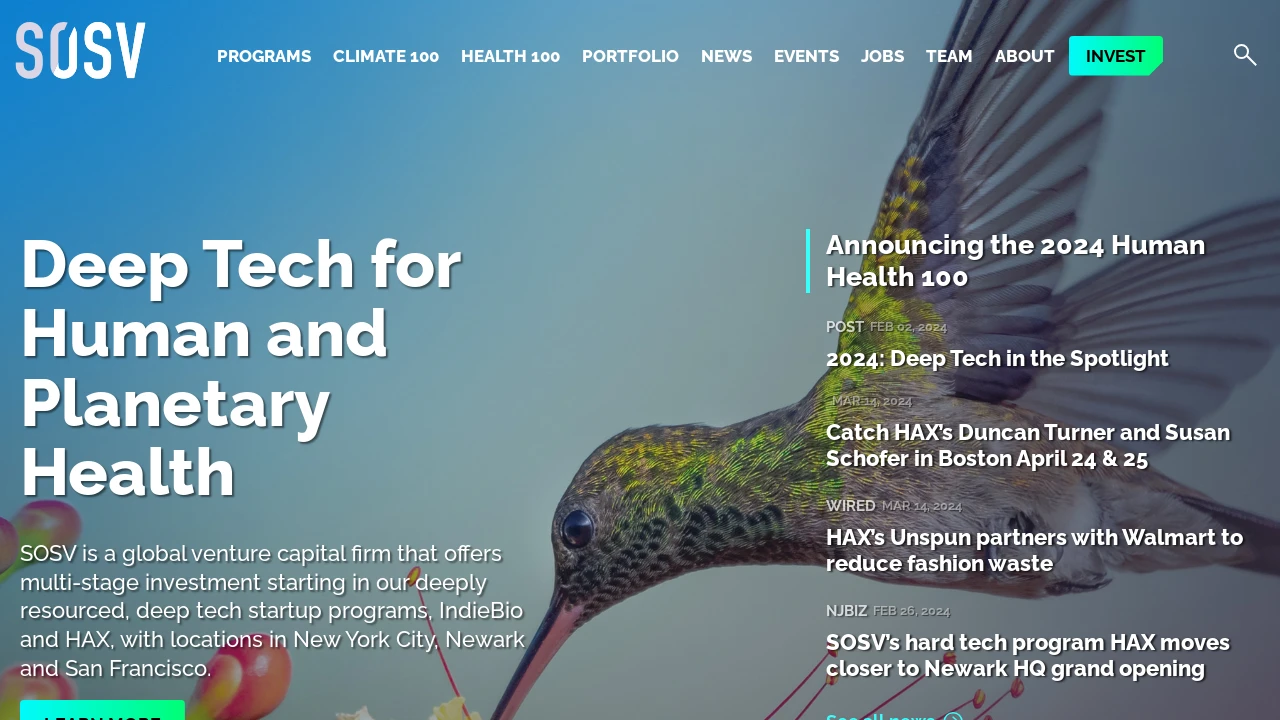 SOSV
PROGRAMS
CLIMATE 100
HEALTH 100
PORTFOLIO
NEWS
EVENTS
JOBS
TEAM
ABOUT
INVEST
Deep Tech for
Human and
Planetary
Health
SOSV is a global venture capital firm that offers
multi-stage investment starting in our deeply
resourced, deep tech startup programs, IndieBio
and HAX, with locations in New York City, Newark
and San Francisco.
LEARN MORE
Announcing the 2024 Human
Health 100
POST FEB 02, 2024
2024: Deep Tech in the Spotlight
MAR 14, 2024
Catch HAX’s Duncan Turner and Susan
Schofer in Boston April 24 & 25
WIRED MAR 14, 2024
HAX’s Unspun partners with Walmart to
reduce fashion waste
NJBIZ FEB 26, 2024
SOSV’s hard tech program HAX moves
closer to Newark HQ grand opening
See all news